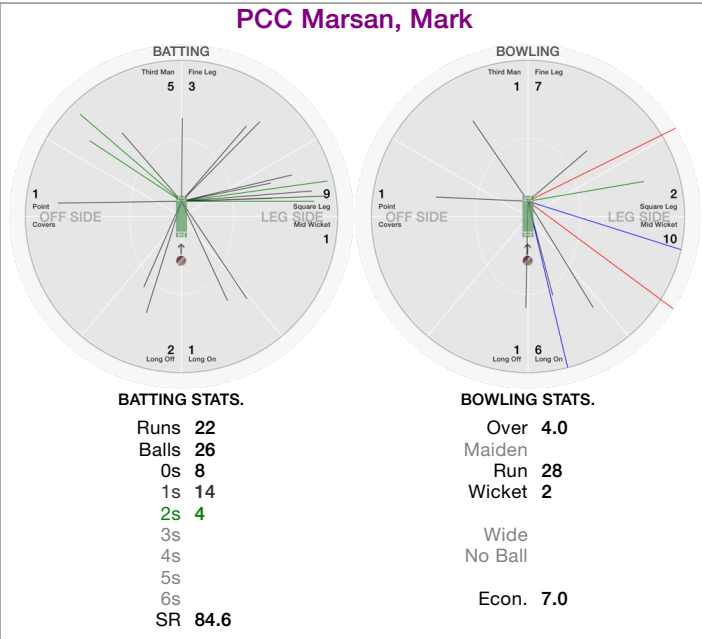 PCC Marsan, Mark
BATTING
Third Man Fine Leg
5 3
1 9
Point Square Leg
OFF SIDE LEG SIDE
Covers Mid Wicket
1
2 1
Long Off Long On
BOWLING
Third Man Fine Leg
1 7
1 2
Point Square Leg
OFF SIDE LEG SIDE
Covers Mid Wicket
10
1 6
Long Off Long On
BATTING STATS.
Runs 22
Balls 26
0s 8
1s 14
2s 4
3s
4s
5s
6s
SR 84.6
BOWLING STATS.
Over 4.0
Maiden
Run 28
Wicket 2
Wide
No Ball
Econ. 7.0